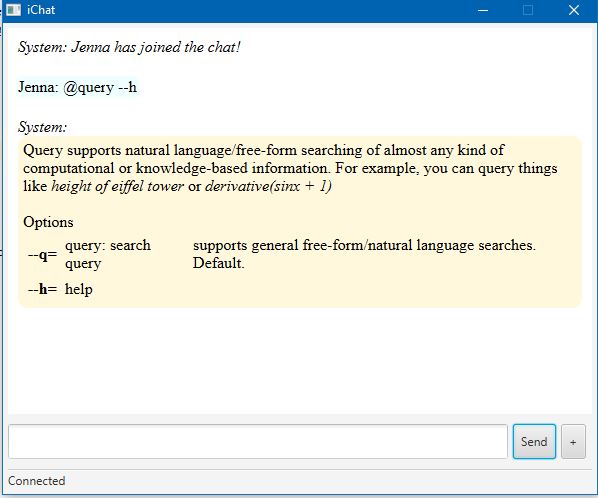 iChat
System: Jenna has joined the chat!
Jenna: @query --h
System:
Query supports natural language/free-form searching of almost any kind of
computational or knowledge-based information. For example, you can query things
like height of eiffel tower or derivative(sinx + 1)
Options
--q= query: search query supports general free-form/natural language searches. Default.
--h= help
Send +
Connected